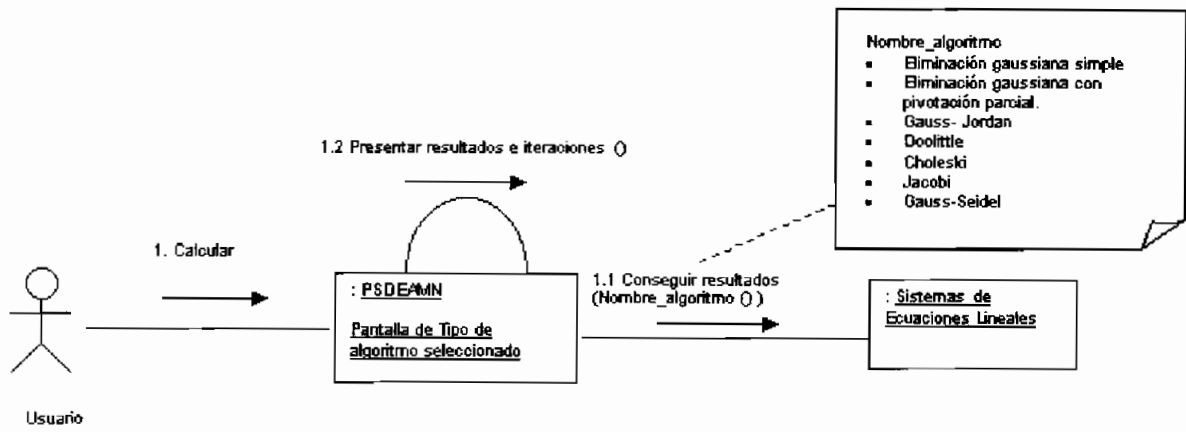 Nombre_algoritmo
▪ Eliminación gaussiana simple
▪ Eliminación gaussiana con
pivotación parcial.
▪ Gauss- Jordan
▪ Doolittle
▪ Choleski
▪ Jacobi
▪ Gauss-Seidel
1.2 Presentar resultados e iteraciones ()
1. Calcular
1.1 Conseguir resultados
(Nombre_algoritmo () )
: PSDEAMN
Pantalla de Tipo de
algoritmo seleccionado
: Sistemas de
Ecuaciones Lineales
Usuario